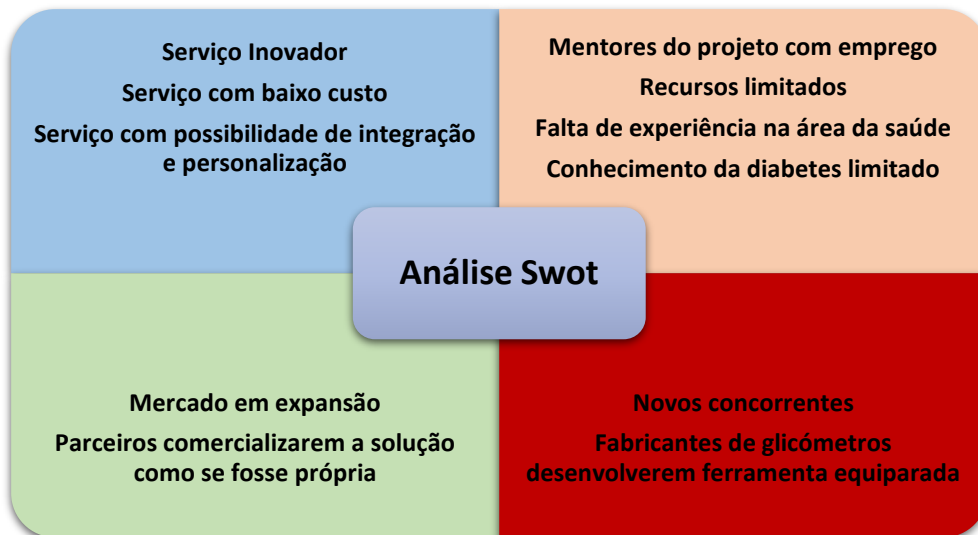 Serviço Inovador
Serviço com baixo custo
Serviço com possibilidade de integração
e personalização
Mentores do projeto com emprego
Recursos limitados
Falta de experiência na área da saúde
Conhecimento da diabetes limitado
Análise Swot
Mercado em expansão
Parceiros comercializarem a solução
como se fosse própria
Novos concorrentes
Fabricantes de glicómetros
desenvolverem ferramenta equiparada